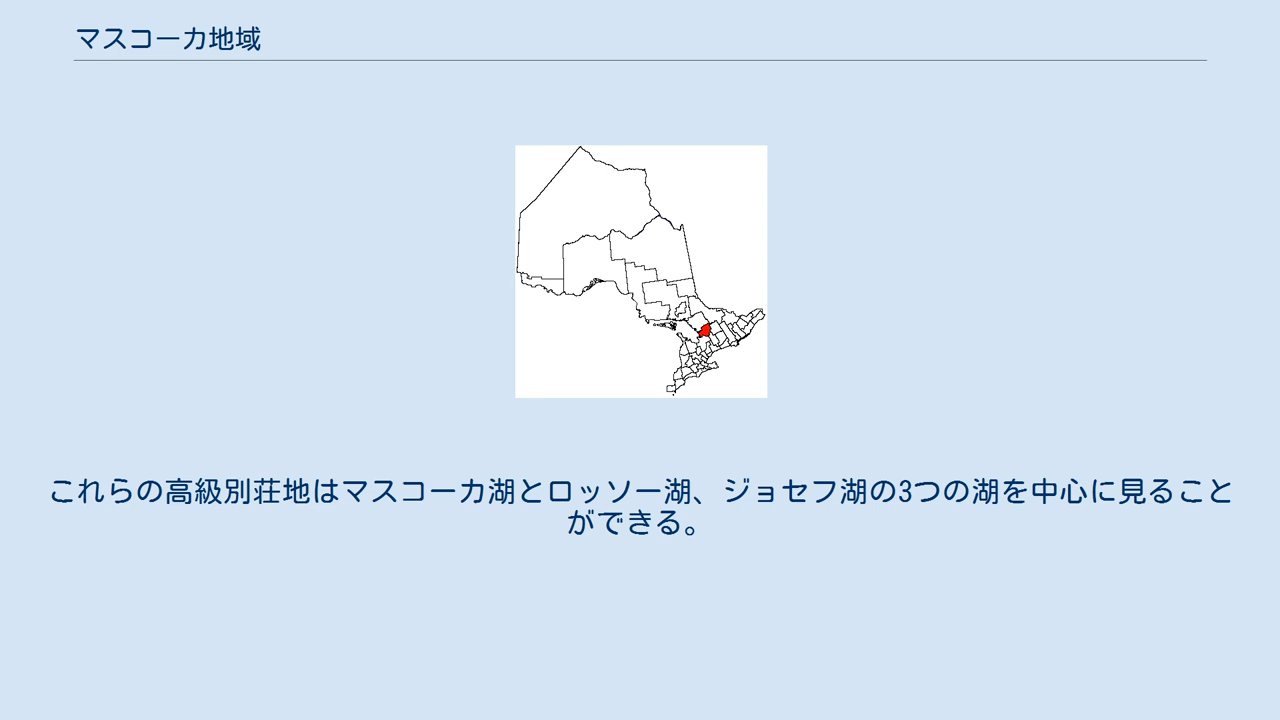 マスコーカ地域
これらの高級別荘地はマスコーカ湖とロッソー湖、ジョセフ湖の3つの湖を中心に見ること
ができる。